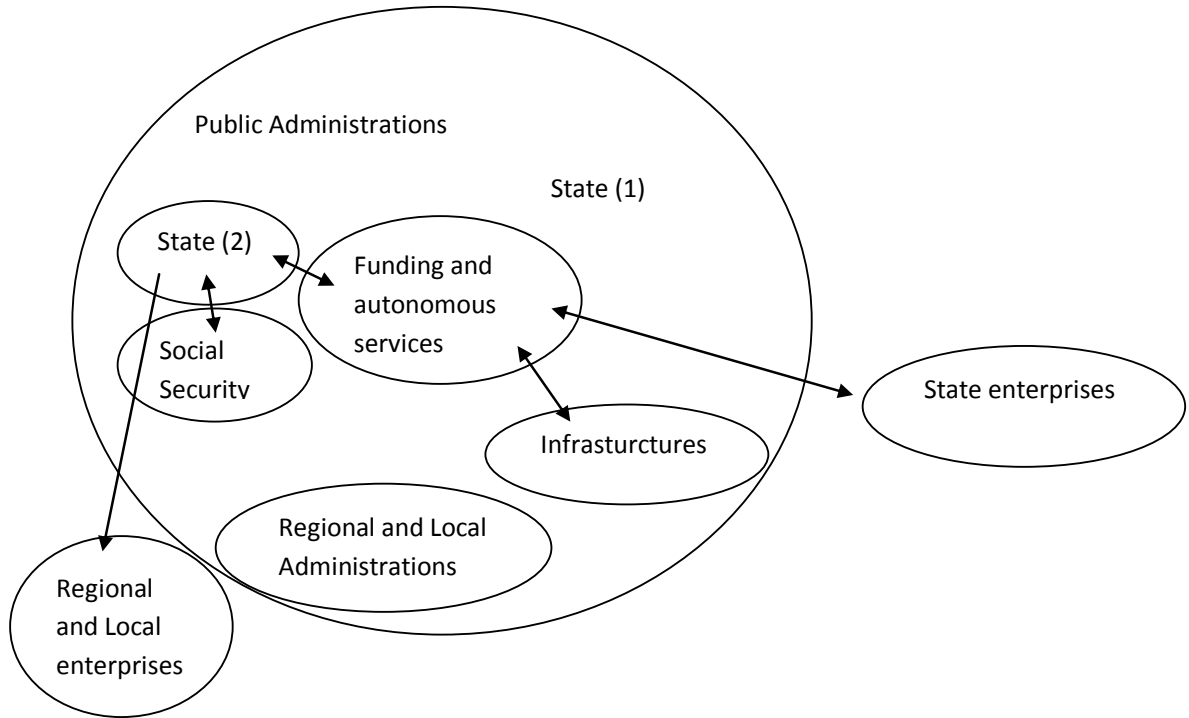 Public Administrations
State (1)
State (2)
Funding and
autonomous
services
Social
Security
State enterprises
Infrasturctures
Regional and Local
Administrations
Regional
and Local
enterprises